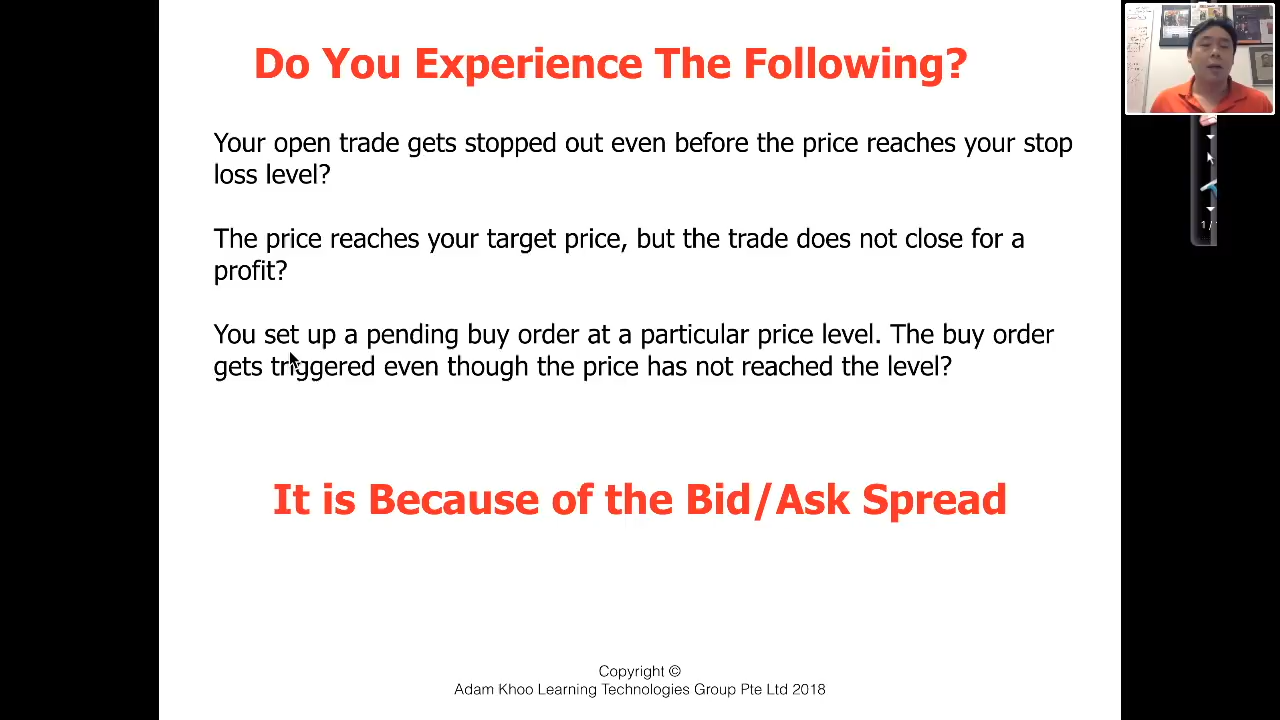 Do You Experience The Following?
Your open trade gets stopped out even before the price reaches your stop
loss level?
The price reaches your target price, but the trade does not close for a
profit?
You set up a pending buy order at a particular price level. The buy order
gets triggered even though the price has not reached the level?
It is Because of the Bid/Ask Spread
Copyright ©
Adam Khoo Learning Technologies Group Pte Ltd 2018
1/